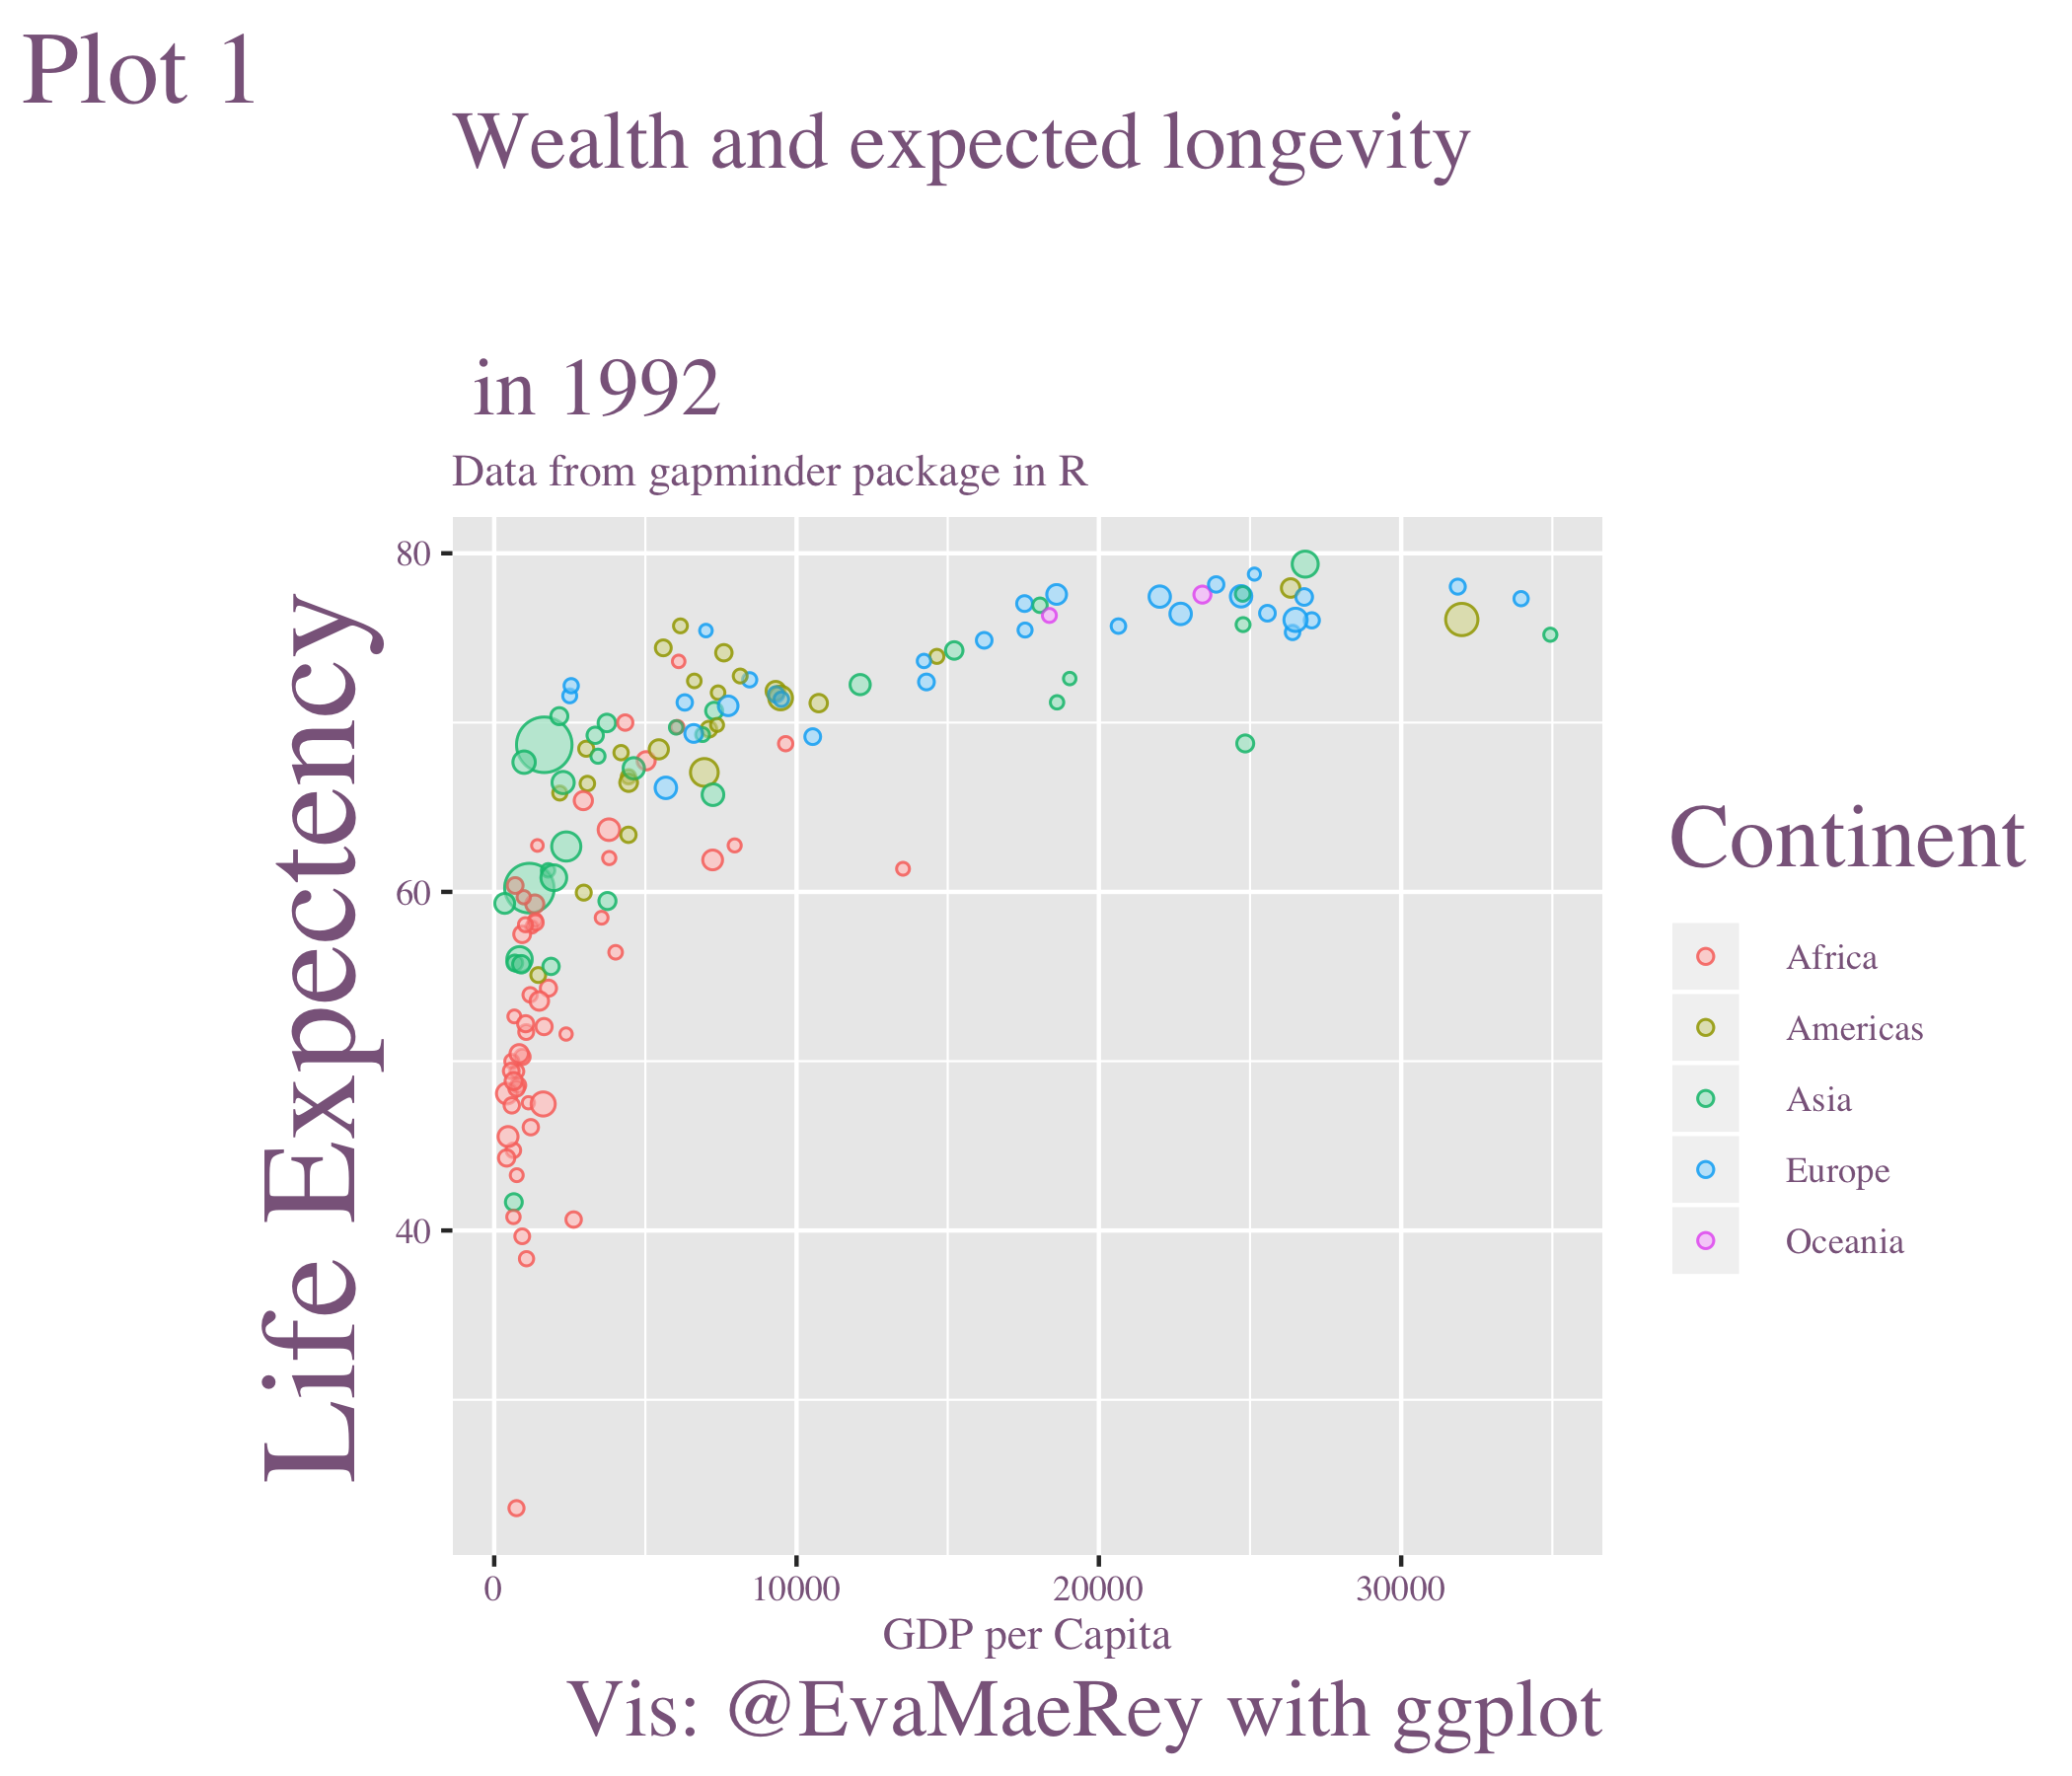 Plot 1
Wealth and expected longevity
in 1992
Data from gapminder package in R
Life Expectency
80
60
40
0 10000 20000 30000
GDP per Capita
Vis: @EvaMaeRey with ggplot
Continent
Africa
Americas
Asia
Europe
Oceania